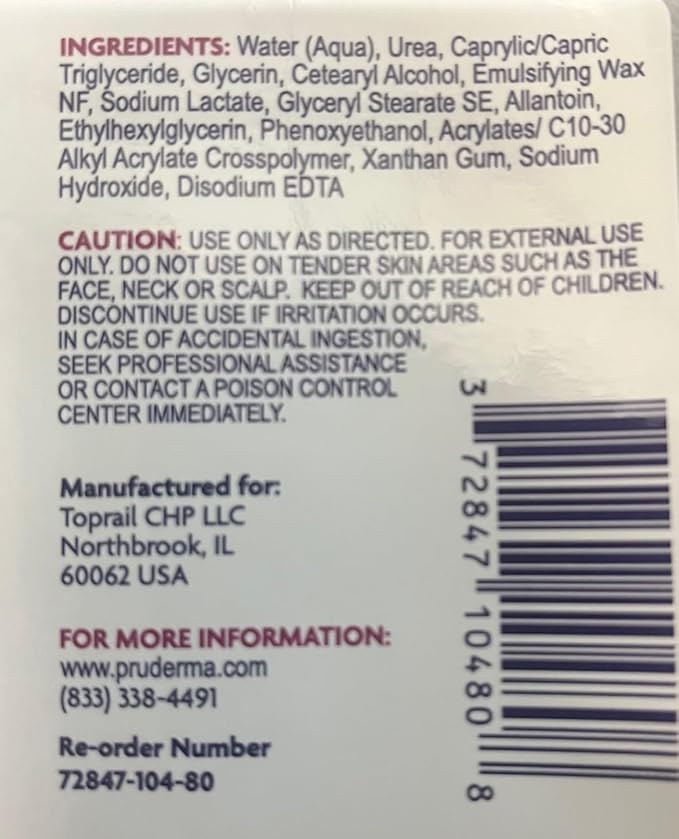 INGREDIENTS: Water (Aqua), Urea, Caprylic/Capric
Triglyceride, Glycerin, Cetearyl Alcohol, Emulsifying Wax
NF, Sodium Lactate, Glyceryl Stearate SE, Allantoin,
Ethylhexylglycerin, Phenoxyethanol, Acrylates/ C10-30
Alkyl Acrylate Crosspolymer, Xanthan Gum, Sodium
Hydroxide, Disodium EDTA
CAUTION: USE ONLY AS DIRECTED. FOR EXTERNAL USE
ONLY. DO NOT USE ON TENDER SKIN AREAS SUCH AS THE
FACE, NECK OR SCALP. KEEP OUT OF REACH OF CHILDREN.
DISCONTINUE USE IF IRRITATION OCCURS.
IN CASE OF ACCIDENTAL INGESTION,
SEEK PROFESSIONAL ASSISTANCE
OR CONTACT A POISON CONTROL
CENTER IMMEDIATELY.
Manufactured for:
Toprail CHP LLC
Northbrook, IL
60062 USA
FOR MORE INFORMATION:
www.pruderma.com
(833) 338-4491
Re-order Number
72847-104-80
3 72847 10480 8